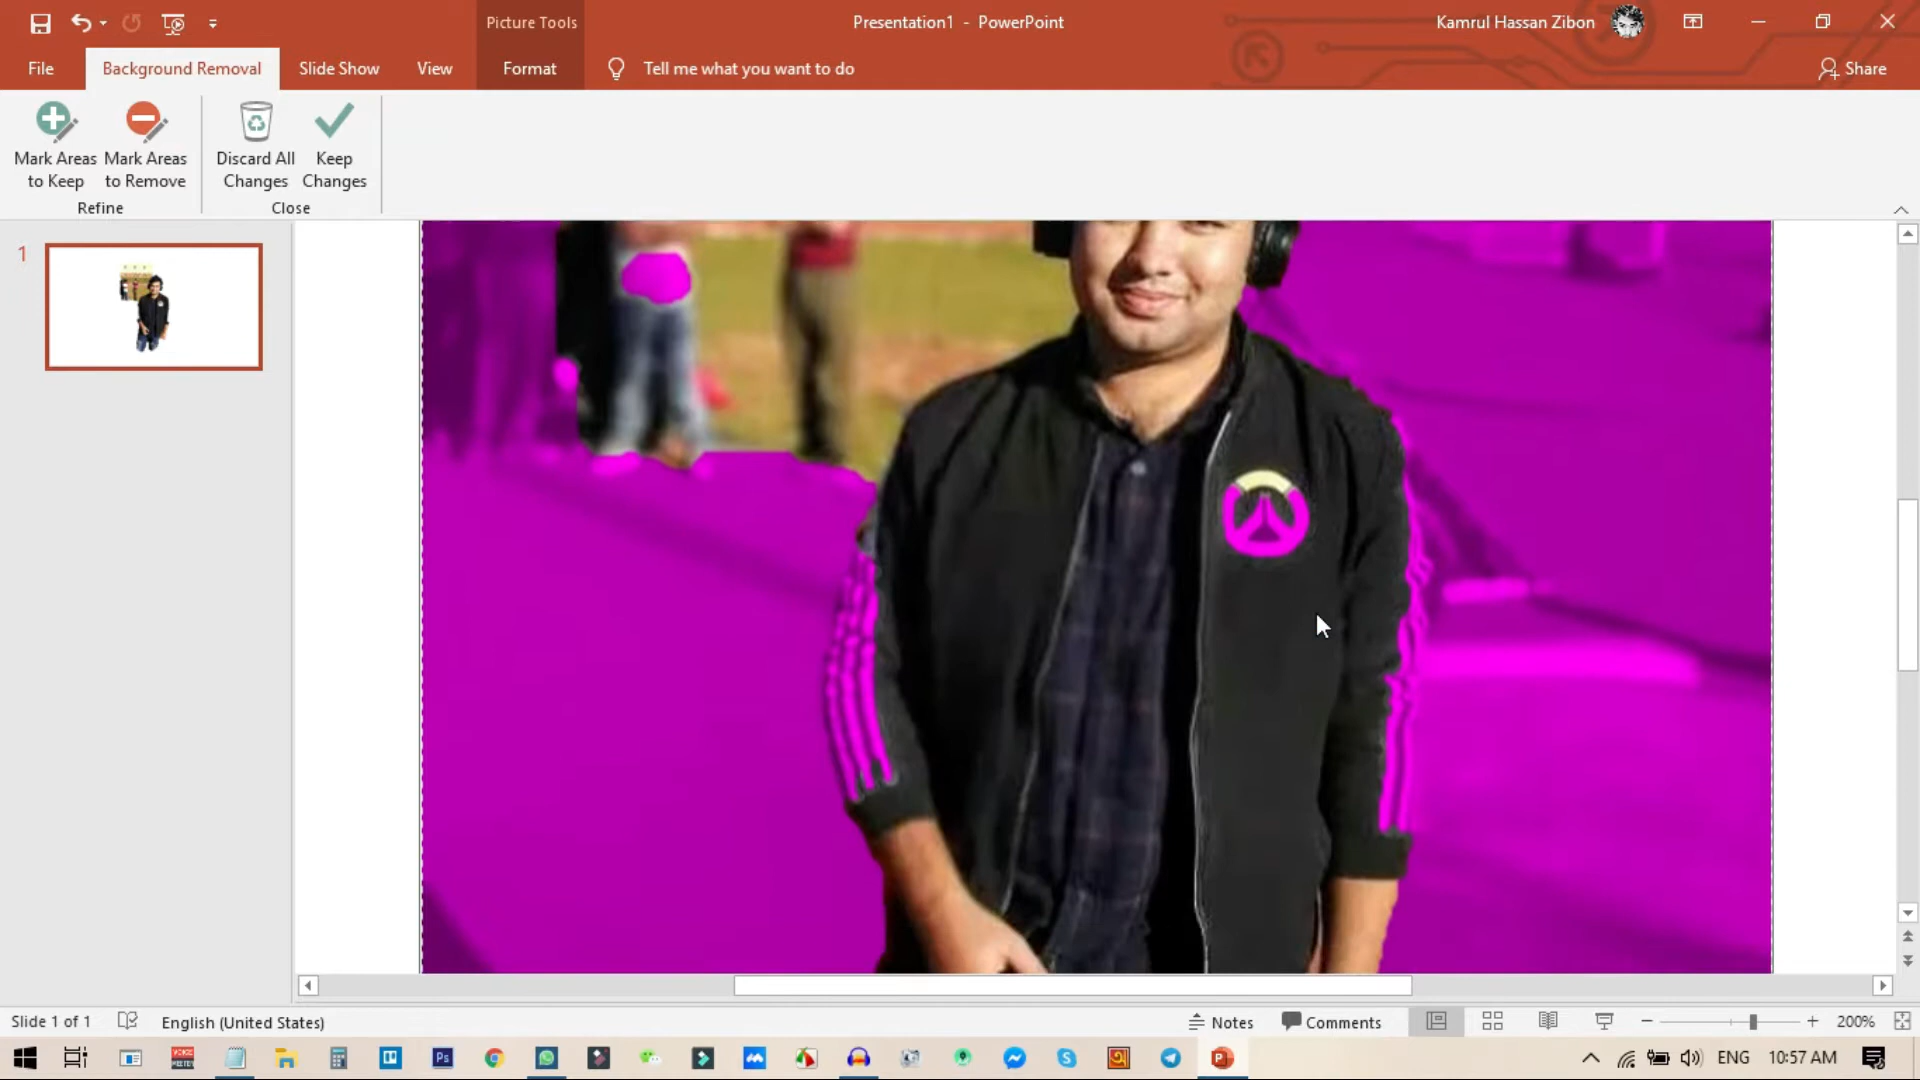 Picture Tools
Presentation1 - PowerPoint
Kamrul Hassan Zibon
File
Background Removal
Slide Show
View
Format
Tell me what you want to do
Share
Mark Areas
to Keep
Mark Areas
to Remove
Discard All
Changes
Keep
Changes
Refine
Close
1
Slide 1 of 1
English (United States)
Notes
Comments
200%
Ps
ENG
10:57 AM